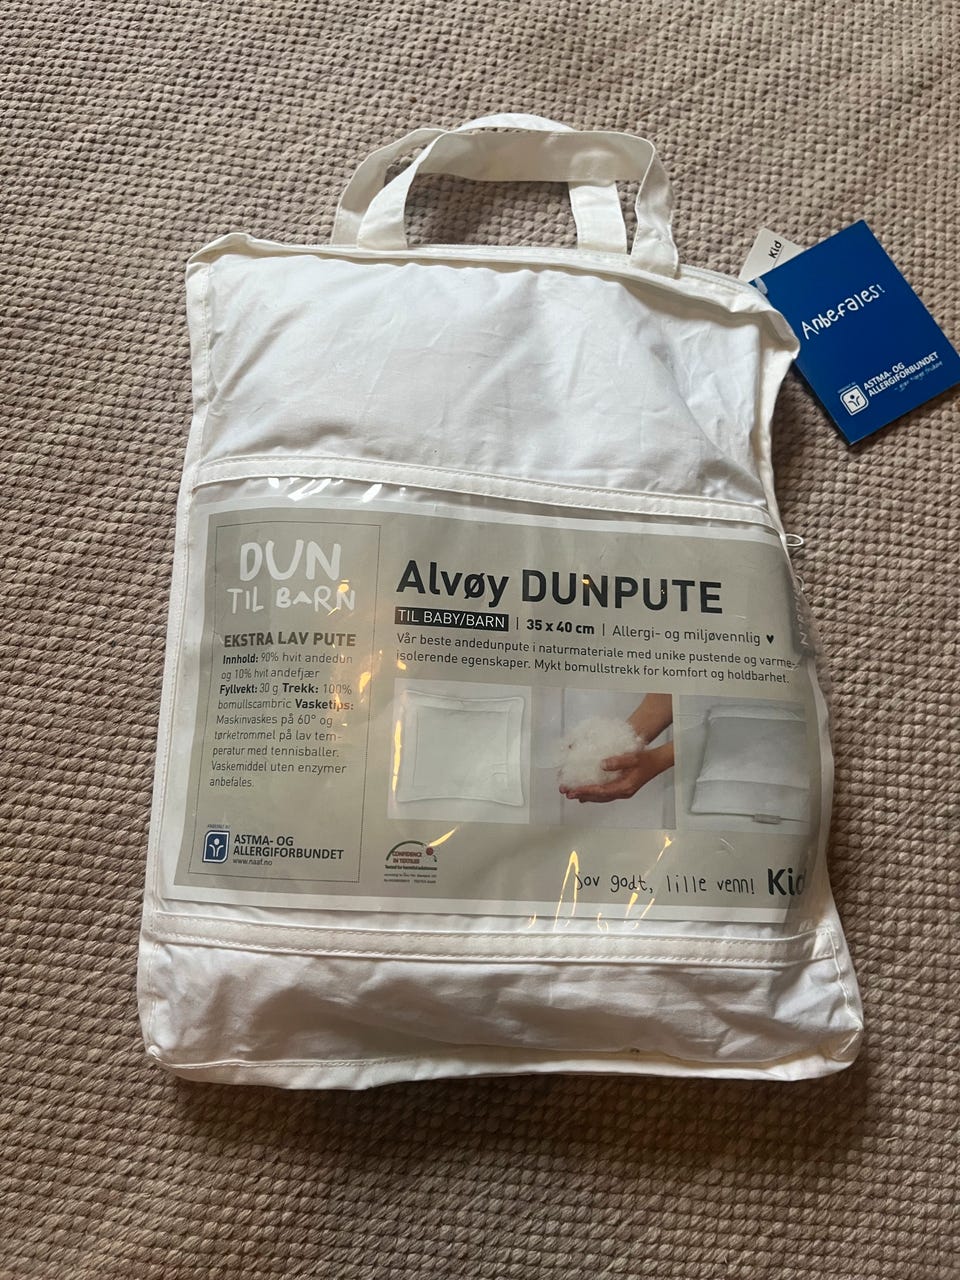 Kid
Anbefales!
ASTMA- OG
ALLERGIFORBUNDET
DUN
TIL BARN
EKSTRA LAV PUTE
Innhold: 90% hvit andedun
og 10% hvit andefjær
Fyllvekt: 30 g Trekk: 100%
bomullscambric Vasketips:
Maskinvaskes på 60° og
tørketrommel på lav tem-
peratur med tennisballer.
Vaskemiddel uten enzymer
anbefales.
ASTMA- OG
ALLERGIFORBUNDET
www.naaf.no
Alvøy DUNPUTE
TIL BABY/BARN | 35 x 40 cm | Allergi- og miljøvennlig ♥
Vår beste andedunpute i naturmateriale med unike pustende og varme-
isolerende egenskaper. Mykt bomullstrekk for komfort og holdbarhet.
CONFIDENCE
IN TEXTILES
Sov godt, lille venn! Kid